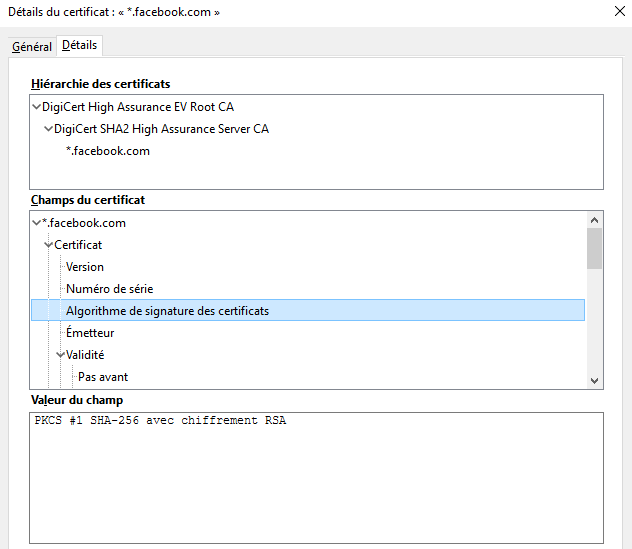 Détails du certificat : « *.facebook.com »
Général
Détails
Hiérarchie des certificats
DigiCert High Assurance EV Root CA
DigiCert SHA2 High Assurance Server CA
*.facebook.com
Champs du certificat
*.facebook.com
Certificat
Version
Numéro de série
Algorithme de signature des certificats
Émetteur
Validité
Pas avant
Valeur du champ
PKCS #1 SHA-256 avec chiffrement RSA